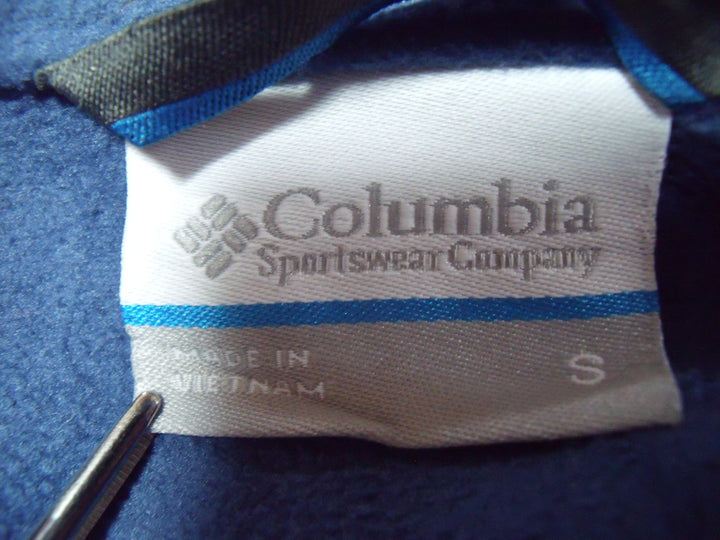 Columbia
Sportswear Company
MADE IN
VIETNAM
S